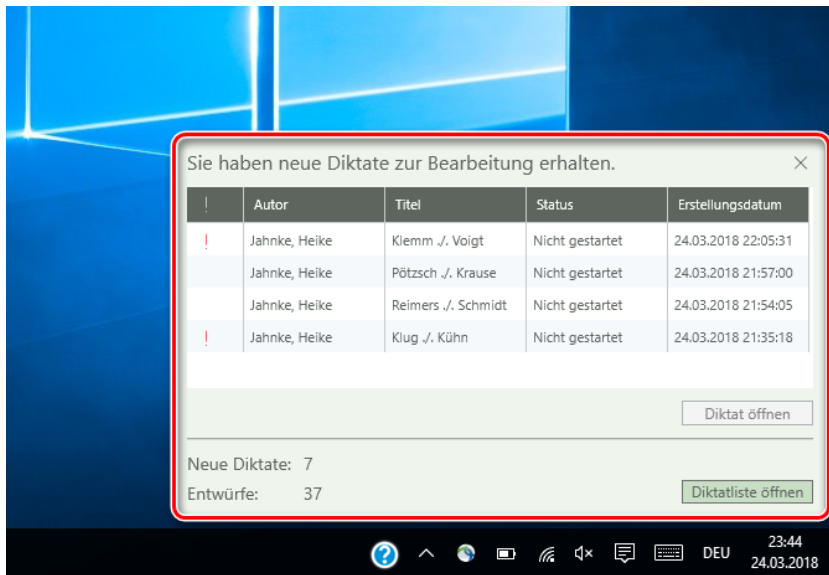 Sie haben neue Diktate zur Bearbeitung erhalten.
! Autor Titel Status Erstellungsdatum
! Jahnke, Heike Klemm ./. Voigt Nicht gestartet 24.03.2018 22:05:31
Jahnke, Heike Pötzsch ./. Krause Nicht gestartet 24.03.2018 21:57:00
Jahnke, Heike Reimers ./. Schmidt Nicht gestartet 24.03.2018 21:54:05
! Jahnke, Heike Klug ./. Kühn Nicht gestartet 24.03.2018 21:35:18
Diktat öffnen
Neue Diktate: 7
Entwürfe: 37
Diktatliste öffnen
DEU
23:44
24.03.2018